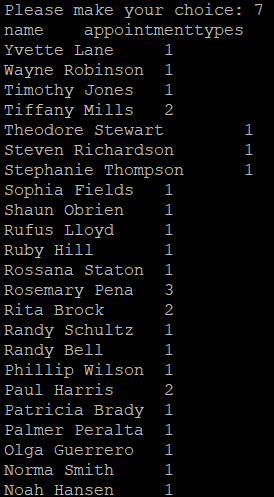 Please make your choice: 7
name    appointmenttypes
Yvette Lane     1
Wayne Robinson  1
Timothy Jones   1
Tiffany Mills   2
Theodore Stewart        1
Steven Richardson       1
Stephanie Thompson      1
Sophia Fields   1
Shaun Obrien    1
Rufus Lloyd     1
Ruby Hill       1
Rossana Staton  1
Rosemary Pena   3
Rita Brock      2
Randy Schultz   1
Randy Bell      1
Phillip Wilson  1
Paul Harris     2
Patricia Brady  1
Palmer Peralta  1
Olga Guerrero   1
Norma Smith     1
Noah Hansen     1